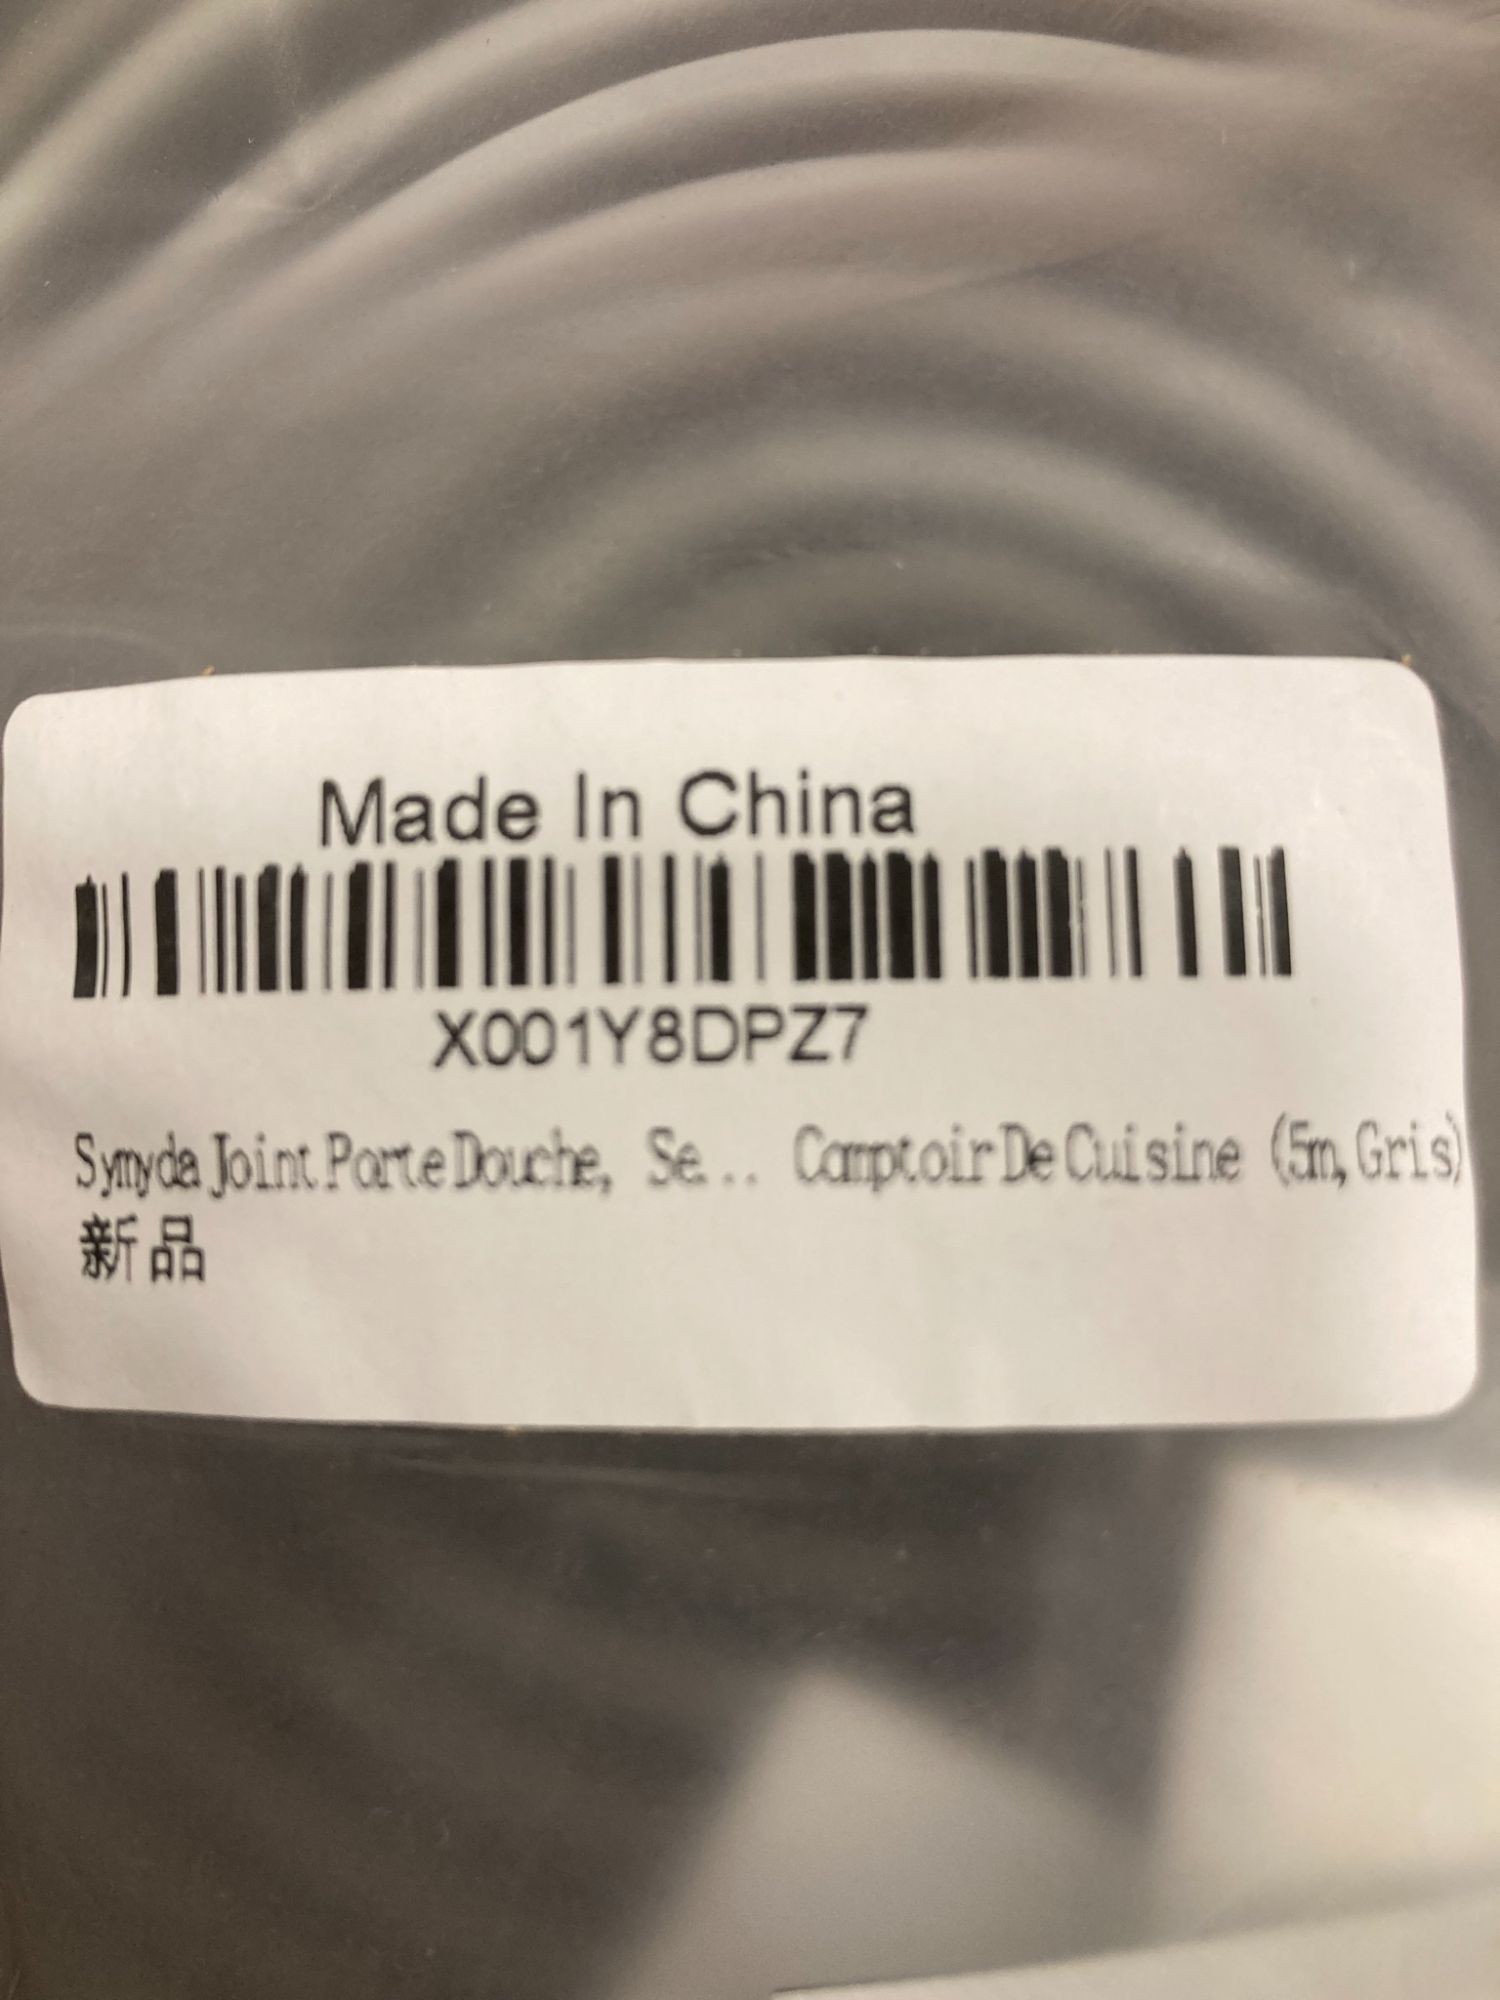 Made In China
X001Y8DPZ7
Symyda Joint Porte Douche, Se... Comptoir De Cuisine (5m, Gris)
新品